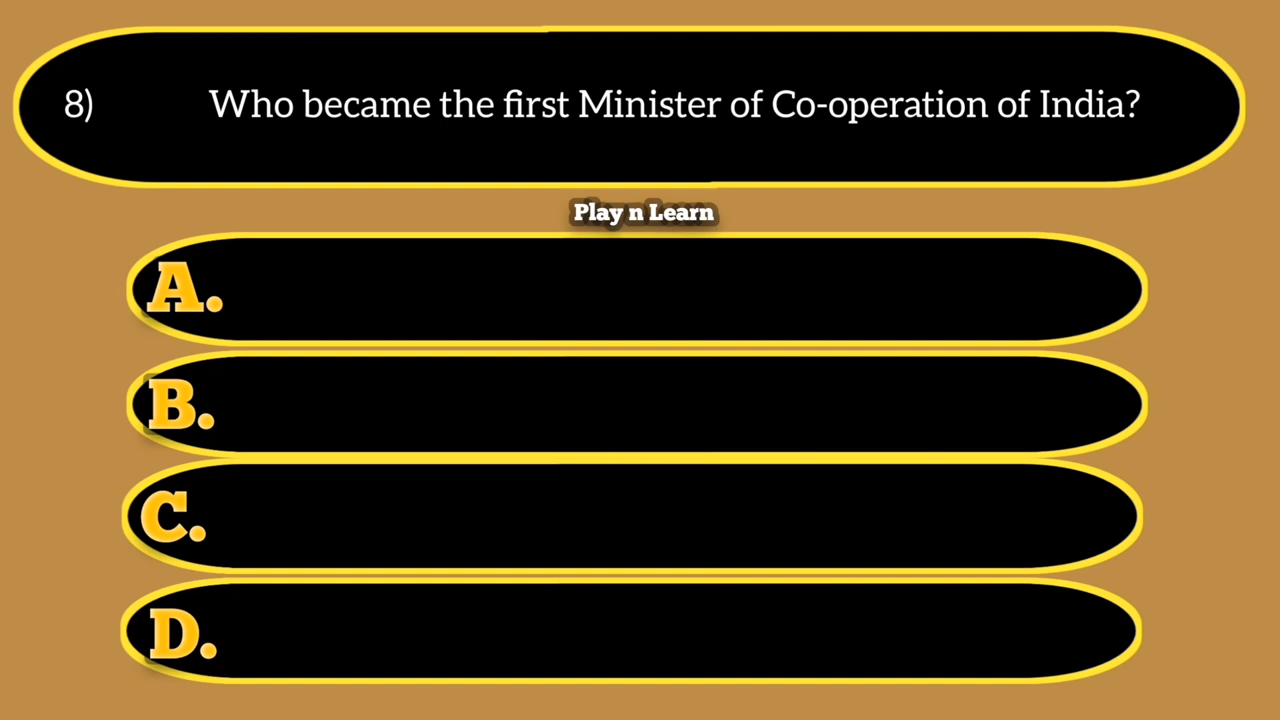 8) Who became the first Minister of Co-operation of India?
Play n Learn
A.
B.
C.
D.